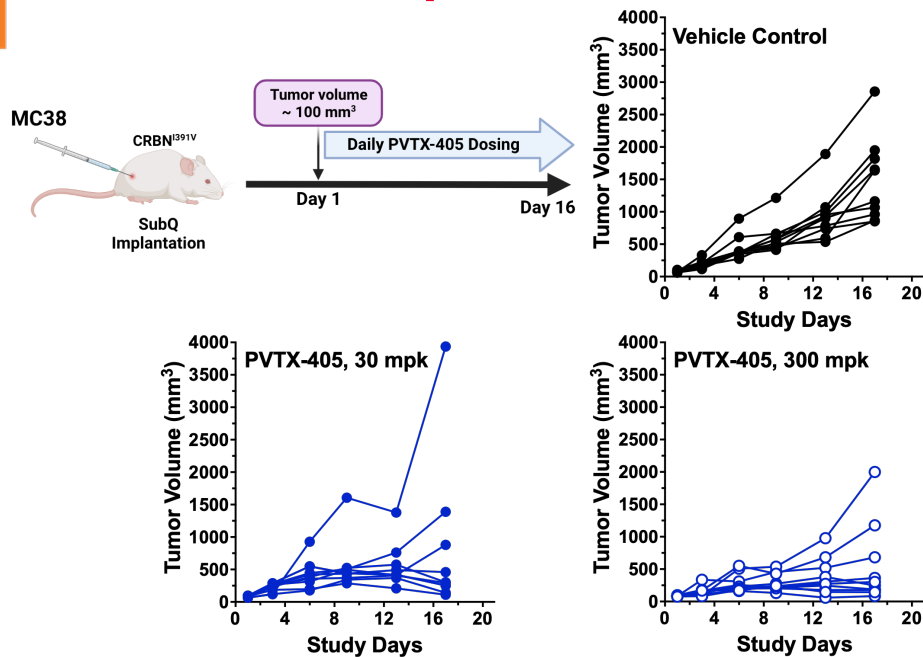 MC38
CRBN^I391V
SubQ
Implantation
Tumor volume
~ 100 mm³
Daily PVTX-405 Dosing
Day 1
Day 16
Vehicle Control
Tumor Volume (mm³)
4000
3500
3000
2500
2000
1500
1000
500
0
0 4 8 12 16 20
Study Days
PVTX-405, 30 mpk
Tumor Volume (mm³)
4000
3500
3000
2500
2000
1500
1000
500
0
0 4 8 12 16 20
Study Days
PVTX-405, 300 mpk
Tumor Volume (mm³)
4000
3500
3000
2500
2000
1500
1000
500
0
0 4 8 12 16 20
Study Days